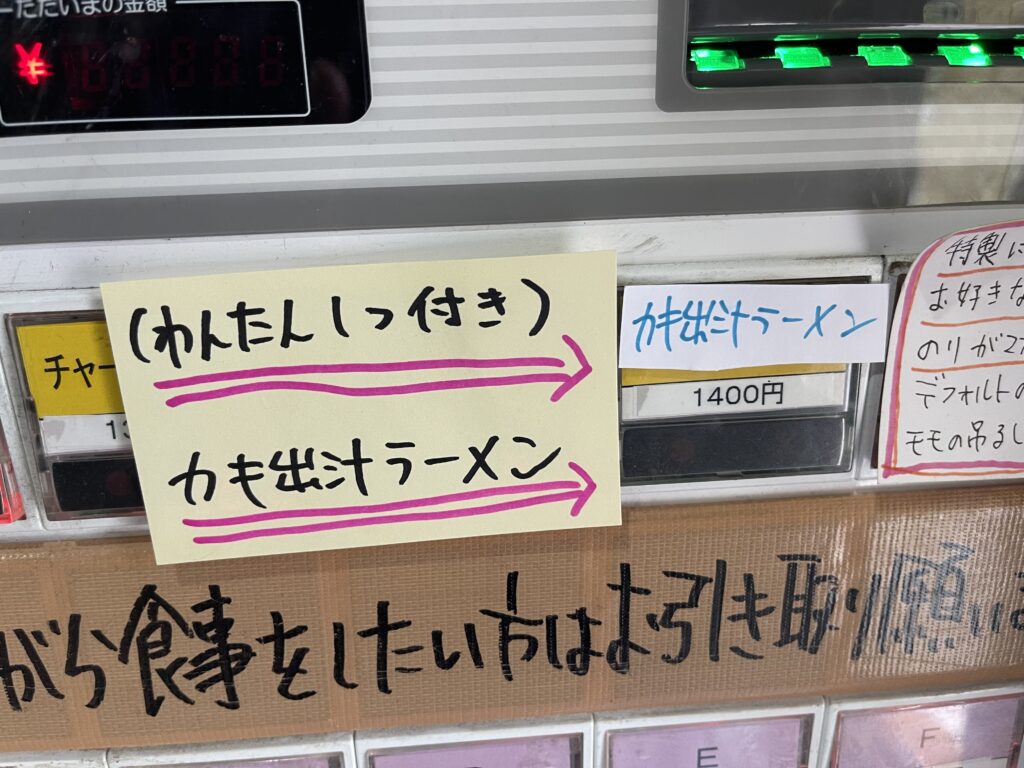 ただいまの金額
¥
(わんたん1つ付き)
カキ出汁ラーメン
チャー
13
カキ出汁ラーメン
1400円
特製に
お好きな
のりが2
デフォルトの
モモの吊るし
がら食事をしたい方はお引き取り願いま
E
F